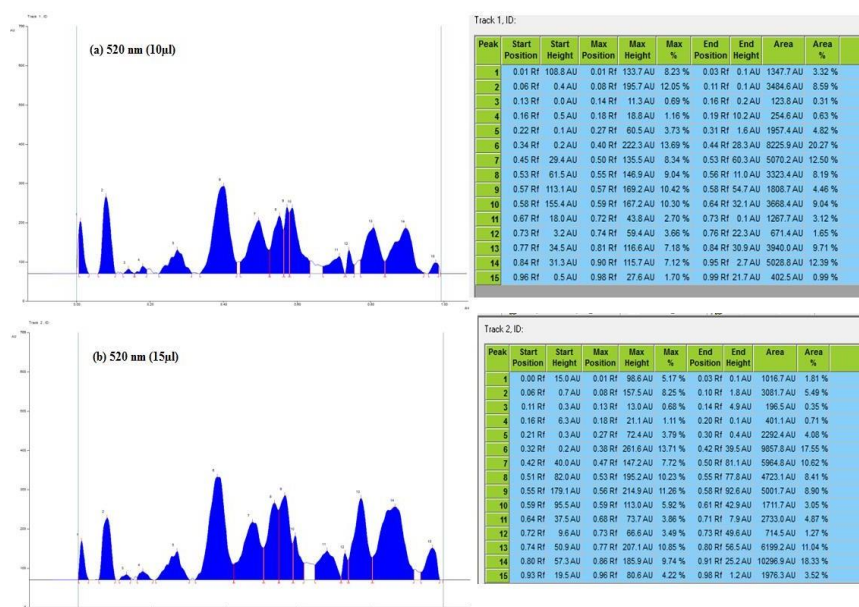 Track 1, ID:
(a) 520 nm (10µl)
Track 1, ID:
Peak Start Position Start Height Max Position Max Height Max % End Position End Height Area Area %
1 0.01 Rf 108.8 AU 0.01 Rf 133.7 AU 8.23 % 0.03 Rf 0.1 AU 1347.7 AU 3.32 %
2 0.06 Rf 0.4 AU 0.08 Rf 195.7 AU 12.05 % 0.11 Rf 0.1 AU 3484.6 AU 8.59 %
3 0.13 Rf 0.0 AU 0.14 Rf 11.3 AU 0.69 % 0.16 Rf 0.2 AU 123.8 AU 0.31 %
4 0.16 Rf 0.5 AU 0.18 Rf 18.8 AU 1.16 % 0.19 Rf 10.2 AU 254.6 AU 0.63 %
5 0.22 Rf 0.1 AU 0.27 Rf 60.5 AU 3.73 % 0.31 Rf 1.6 AU 1957.4 AU 4.82 %
6 0.34 Rf 0.2 AU 0.40 Rf 222.3 AU 13.69 % 0.44 Rf 28.3 AU 8225.9 AU 20.27 %
7 0.45 Rf 29.4 AU 0.50 Rf 135.5 AU 8.34 % 0.53 Rf 60.3 AU 5070.2 AU 12.50 %
8 0.53 Rf 61.5 AU 0.55 Rf 146.9 AU 9.04 % 0.56 Rf 11.0 AU 3323.4 AU 8.19 %
9 0.57 Rf 113.1 AU 0.57 Rf 169.2 AU 10.42 % 0.58 Rf 54.7 AU 1808.7 AU 4.46 %
10 0.58 Rf 155.4 AU 0.59 Rf 167.2 AU 10.30 % 0.64 Rf 32.1 AU 3668.4 AU 9.04 %
11 0.67 Rf 18.0 AU 0.72 Rf 43.8 AU 2.70 % 0.73 Rf 0.1 AU 1267.7 AU 3.12 %
12 0.73 Rf 3.2 AU 0.74 Rf 59.4 AU 3.66 % 0.76 Rf 22.3 AU 671.4 AU 1.65 %
13 0.77 Rf 34.5 AU 0.81 Rf 116.6 AU 7.18 % 0.84 Rf 30.9 AU 3940.0 AU 9.71 %
14 0.84 Rf 31.3 AU 0.90 Rf 115.7 AU 7.12 % 0.95 Rf 2.7 AU 5028.8 AU 12.39 %
15 0.96 Rf 0.5 AU 0.98 Rf 27.6 AU 1.70 % 0.99 Rf 21.7 AU 402.5 AU 0.99 %
Track 2, ID:
(b) 520 nm (15µl)
Track 2, ID:
Peak Start Position Start Height Max Position Max Height Max % End Position End Height Area Area %
1 0.00 Rf 15.0 AU 0.01 Rf 98.6 AU 5.17 % 0.03 Rf 0.1 AU 1016.7 AU 1.81 %
2 0.06 Rf 0.7 AU 0.08 Rf 157.5 AU 8.25 % 0.10 Rf 1.8 AU 3081.7 AU 5.49 %
3 0.11 Rf 0.3 AU 0.13 Rf 13.0 AU 0.68 % 0.14 Rf 4.9 AU 196.5 AU 0.35 %
4 0.16 Rf 6.3 AU 0.18 Rf 21.1 AU 1.11 % 0.20 Rf 0.1 AU 401.1 AU 0.71 %
5 0.21 Rf 0.3 AU 0.27 Rf 72.4 AU 3.79 % 0.30 Rf 0.4 AU 2292.4 AU 4.08 %
6 0.32 Rf 0.2 AU 0.38 Rf 261.6 AU 13.71 % 0.42 Rf 39.5 AU 9857.8 AU 17.55 %
7 0.42 Rf 40.0 AU 0.47 Rf 147.2 AU 7.72 % 0.50 Rf 81.1 AU 5964.8 AU 10.62 %
8 0.51 Rf 82.0 AU 0.53 Rf 195.2 AU 10.23 % 0.55 Rf 77.8 AU 4723.1 AU 8.41 %
9 0.55 Rf 179.1 AU 0.56 Rf 214.9 AU 11.26 % 0.58 Rf 92.6 AU 5001.7 AU 8.90 %
10 0.59 Rf 95.5 AU 0.59 Rf 113.0 AU 5.92 % 0.61 Rf 42.9 AU 1711.7 AU 3.05 %
11 0.64 Rf 37.5 AU 0.68 Rf 73.7 AU 3.86 % 0.71 Rf 7.9 AU 2733.0 AU 4.87 %
12 0.72 Rf 9.6 AU 0.73 Rf 66.6 AU 3.49 % 0.73 Rf 49.6 AU 714.5 AU 1.27 %
13 0.74 Rf 50.9 AU 0.77 Rf 207.1 AU 10.85 % 0.80 Rf 56.5 AU 6199.2 AU 11.04 %
14 0.80 Rf 57.3 AU 0.86 Rf 185.9 AU 9.74 % 0.91 Rf 25.2 AU 10296.9 AU 18.33 %
15 0.93 Rf 19.5 AU 0.96 Rf 80.6 AU 4.22 % 0.98 Rf 1.2 AU 1976.3 AU 3.52 %